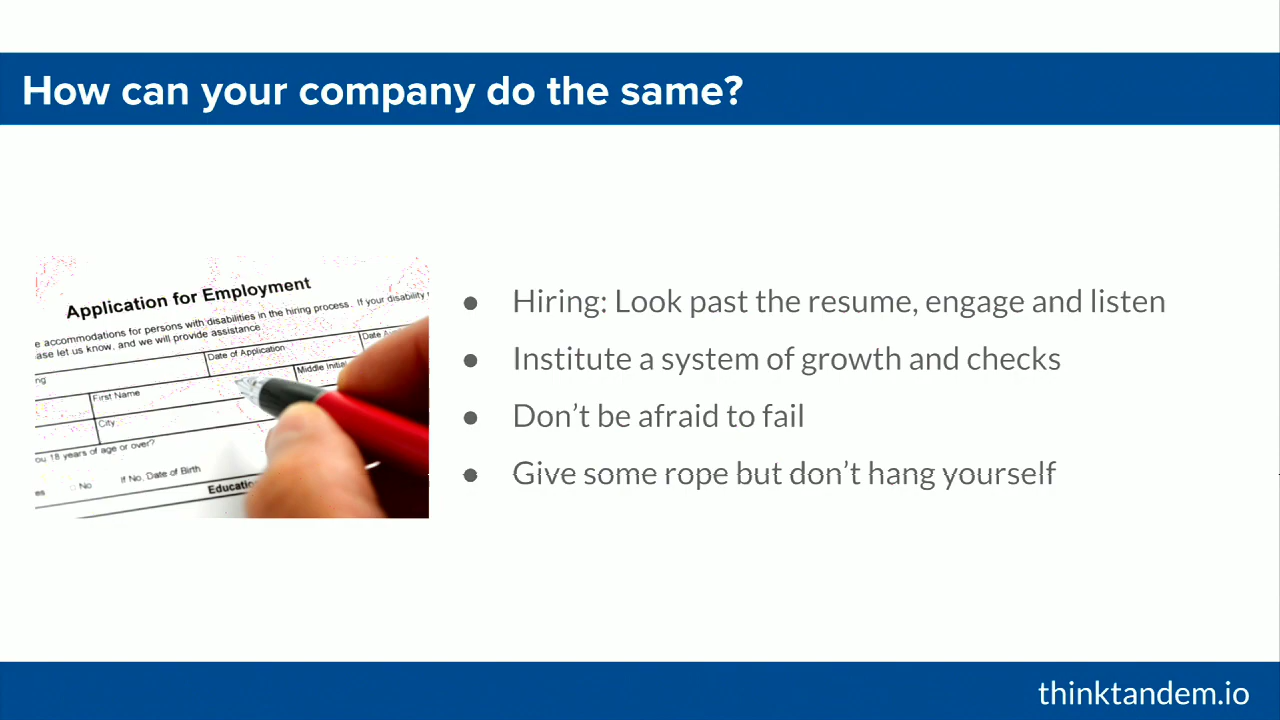 How can your company do the same?
Application for Employment
e accommodations for persons with disabilities in the hiring process. If your disability
ase let us know, and we will provide assistance.
Date of Application
ng
Middle Initial
First Name
City
ou 18 years of age or over?
es
No
If No, Date of Birth
● Hiring: Look past the resume, engage and listen
● Institute a system of growth and checks
● Don’t be afraid to fail
● Give some rope but don’t hang yourself
thinktandem.io